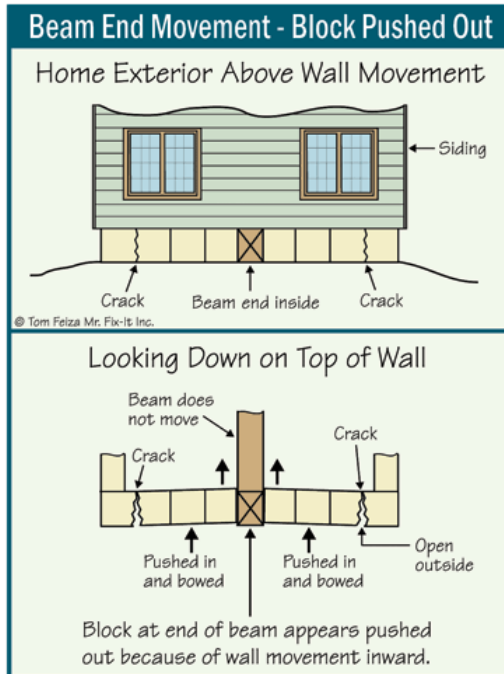 Beam End Movement - Block Pushed Out
Home Exterior Above Wall Movement
Siding
Crack
Beam end inside
Crack
© Tom Feiza Mr. Fix-It Inc.
Looking Down on Top of Wall
Beam does
not move
Crack
Crack
Pushed in
and bowed
Pushed in
and bowed
Open
outside
Block at end of beam appears pushed
out because of wall movement inward.